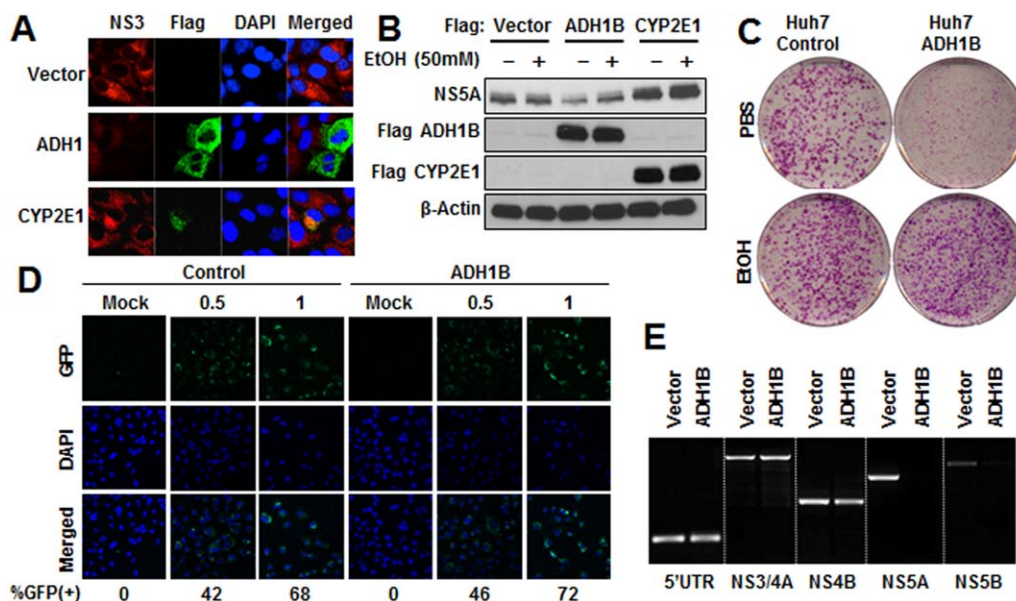 A
NS3 Flag DAPI Merged
Vector
ADH1
CYP2E1
B
Flag: Vector ADH1B CYP2E1
EtOH (50mM) – + – + – +
NS5A
Flag ADH1B
Flag CYP2E1
β-Actin
C
Huh7 Control
Huh7 ADH1B
PBS
EtOH
D
Control ADH1B
Mock 0.5 1 Mock 0.5 1
GFP
DAPI
Merged
%GFP(+) 0 42 68 0 46 72
E
Vector ADH1B Vector ADH1B Vector ADH1B Vector ADH1B Vector ADH1B
5'UTR NS3/4A NS4B NS5A NS5B